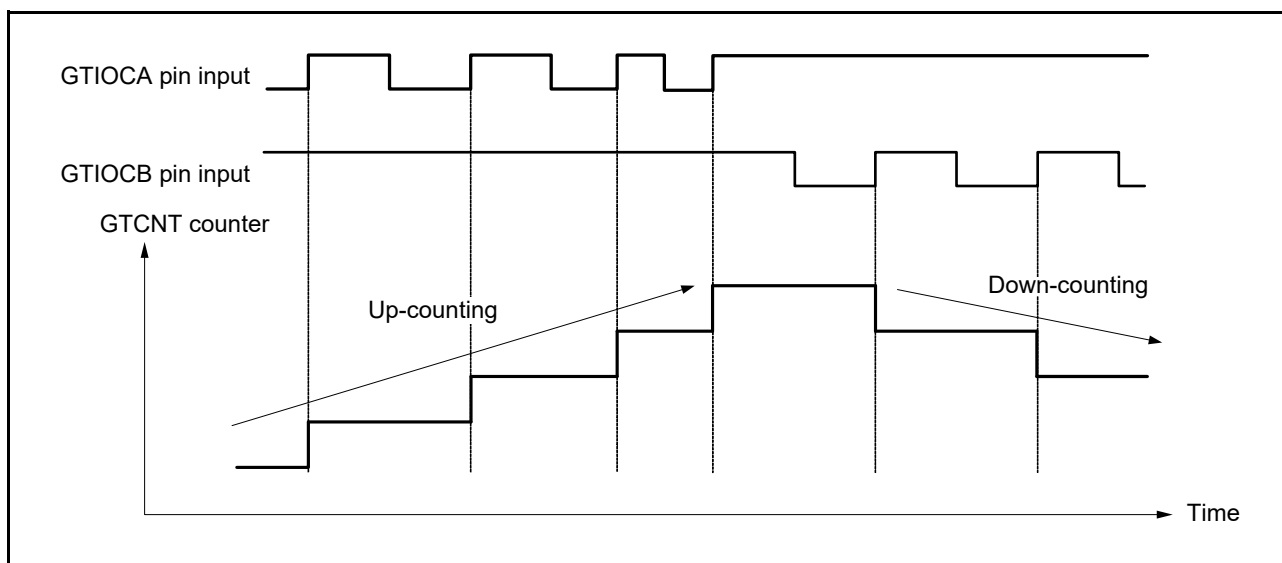 GTIOCA pin input
GTIOCB pin input
GTCNT counter
Up-counting
Down-counting
Time